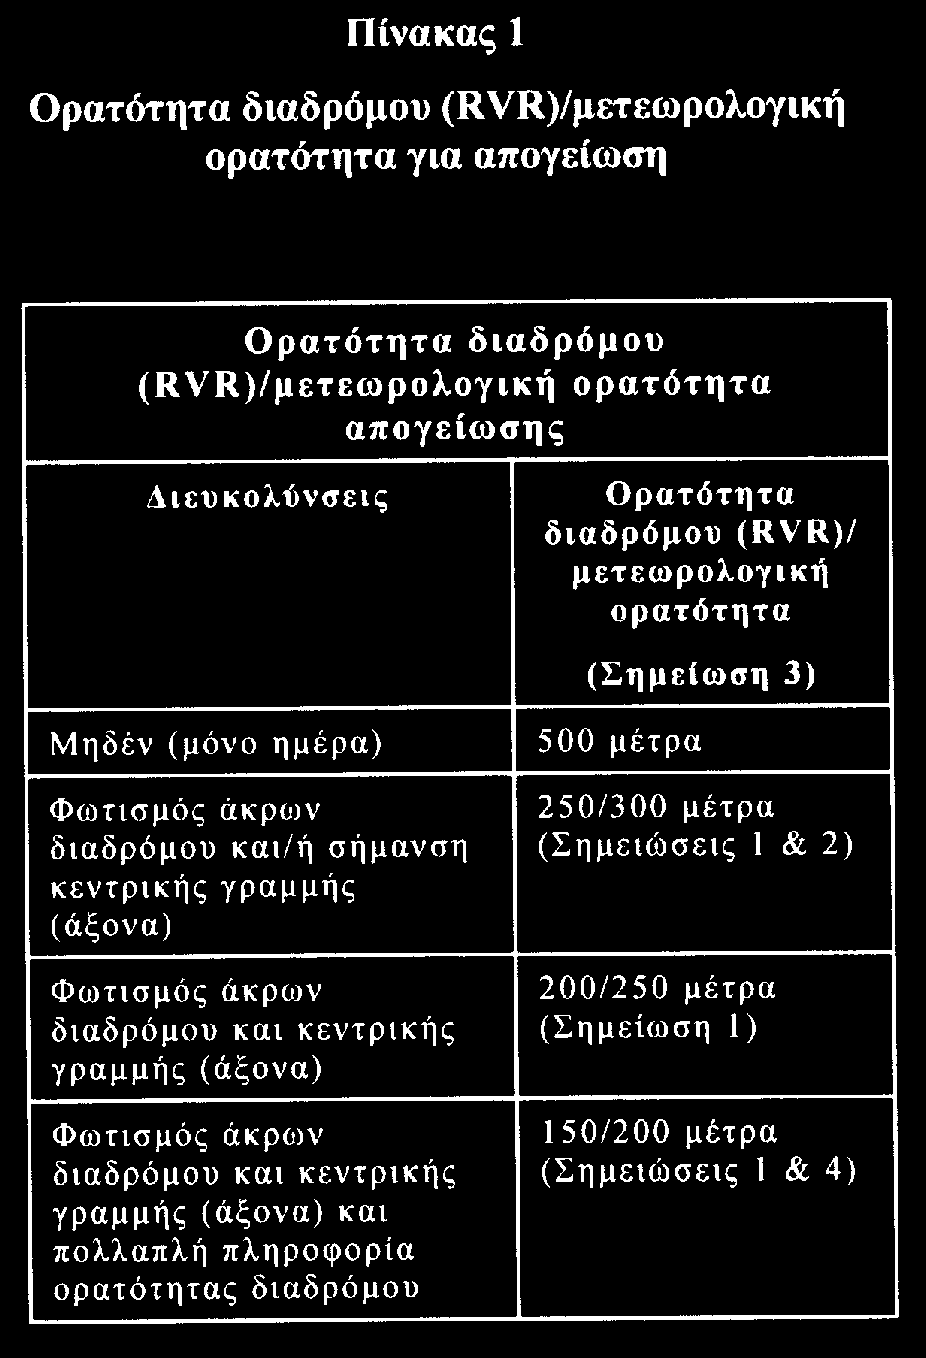 Πίνακας 1
Ορατότητα διαδρόμου (RVR)/μετεωρολογική
ορατότητα για απογείωση
Ορατότητα διαδρόμου
(RVR)/μετεωρολογική ορατότητα
απογείωσης
Διευκολύνσεις
Ορατότητα
διαδρόμου (RVR)/
μετεωρολογική
ορατότητα
(Σημείωση 3)
Μηδέν (μόνο ημέρα)
500 μέτρα
Φωτισμός άκρων
διαδρόμου και/ή σήμανση
κεντρικής γραμμής
(άξονα)
250/300 μέτρα
(Σημειώσεις 1 & 2)
Φωτισμός άκρων
διαδρόμου και κεντρικής
γραμμής (άξονα)
200/250 μέτρα
(Σημείωση 1)
Φωτισμός άκρων
διαδρόμου και κεντρικής
γραμμής (άξονα) και
πολλαπλή πληροφορία
ορατότητας διαδρόμου
150/200 μέτρα
(Σημειώσεις 1 & 4)